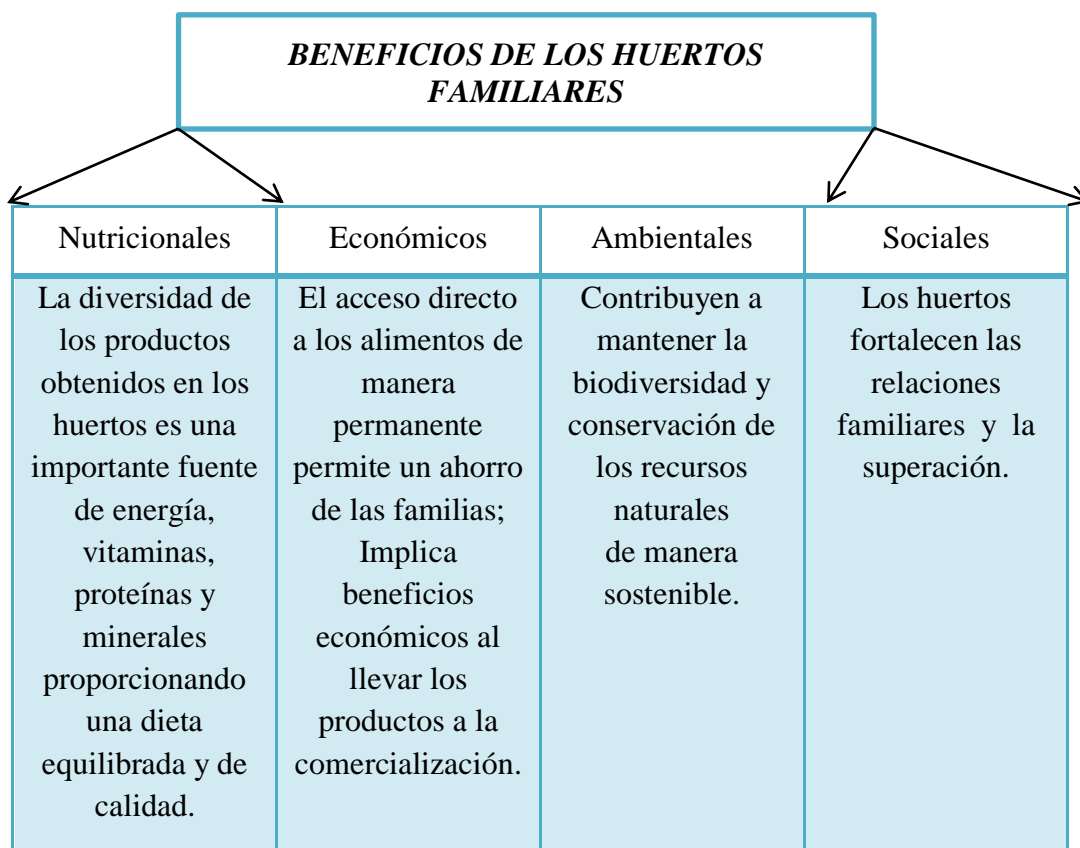 BENEFICIOS DE LOS HUERTOS
FAMILIARES
Nutricionales
La diversidad de
los productos
obtenidos en los
huertos es una
importante fuente
de energía,
vitaminas,
proteínas y
minerales
proporcionando
una dieta
equilibrada y de
calidad.
Económicos
El acceso directo
a los alimentos de
manera
permanente
permite un ahorro
de las familias;
Implica
beneficios
económicos al
llevar los
productos a la
comercialización.
Ambientales
Contribuyen a
mantener la
biodiversidad y
conservación de
los recursos
naturales
de manera
sostenible.
Sociales
Los huertos
fortalecen las
relaciones
familiares y la
superación.